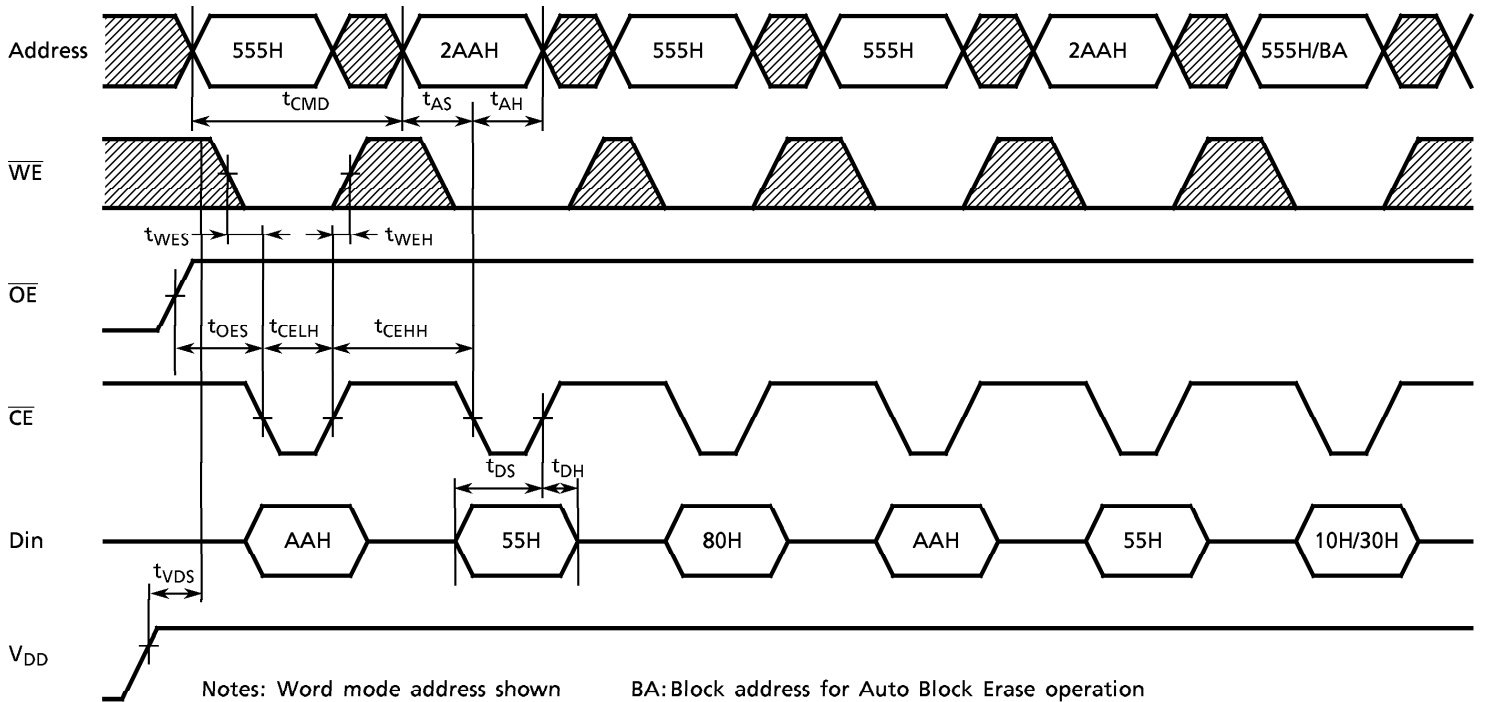 Address 555H 2AAH 555H 555H 2AAH 555H/BA
tCMD tAS tAH
WE
tWES tWEH
OE
tOES tCELH tCEHH
CE
tDS tDH
Din AAH 55H 80H AAH 55H 10H/30H
tVDS
VDD
Notes: Word mode address shown BA: Block address for Auto Block Erase operation